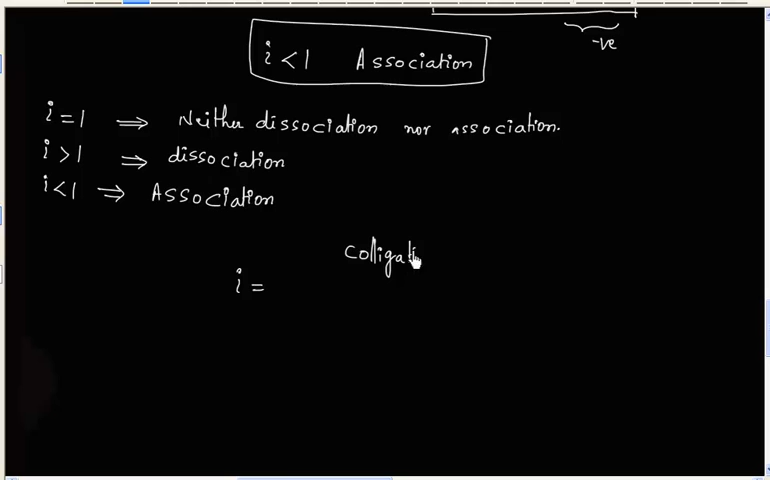 -ve
i < 1 Association
i = 1 ⇒ Neither dissociation nor association.
i > 1 ⇒ dissociation
i < 1 ⇒ Association
Colligati
i =